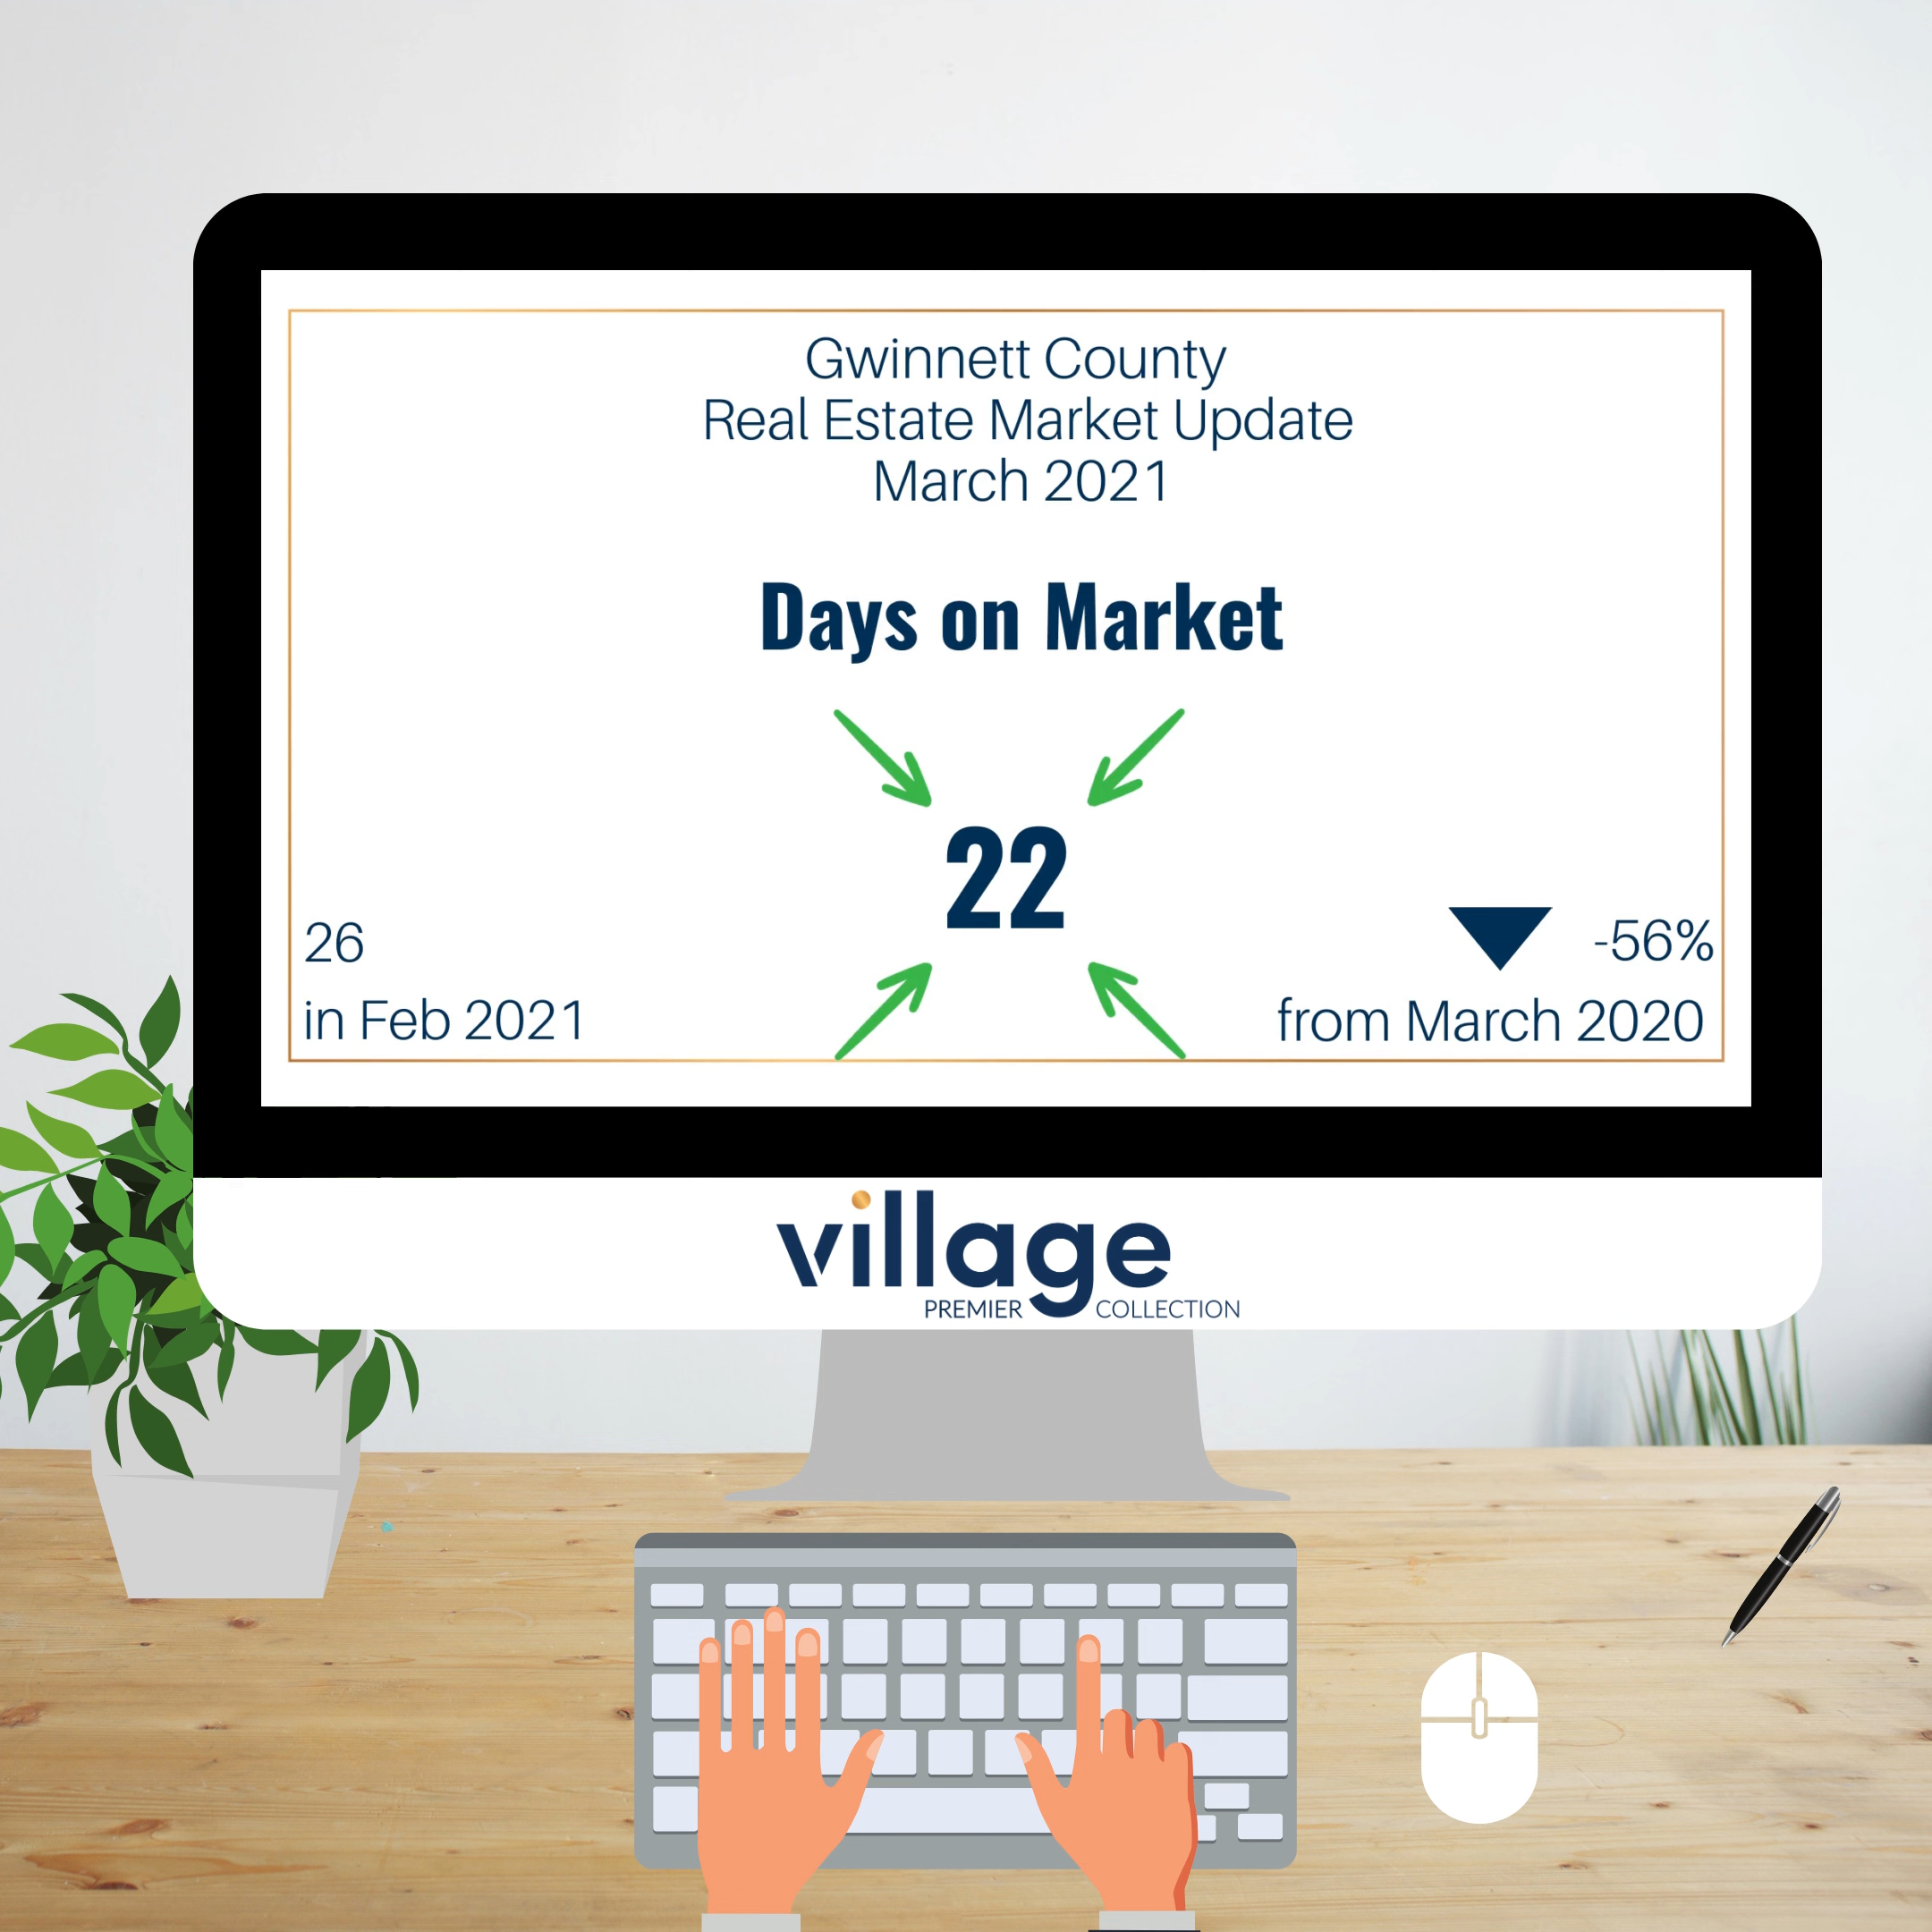 Gwinnett County
Real Estate Market Update
March 2021
Days on Market
22
26
in Feb 2021
-56%
from March 2020
village
PREMIER COLLECTION